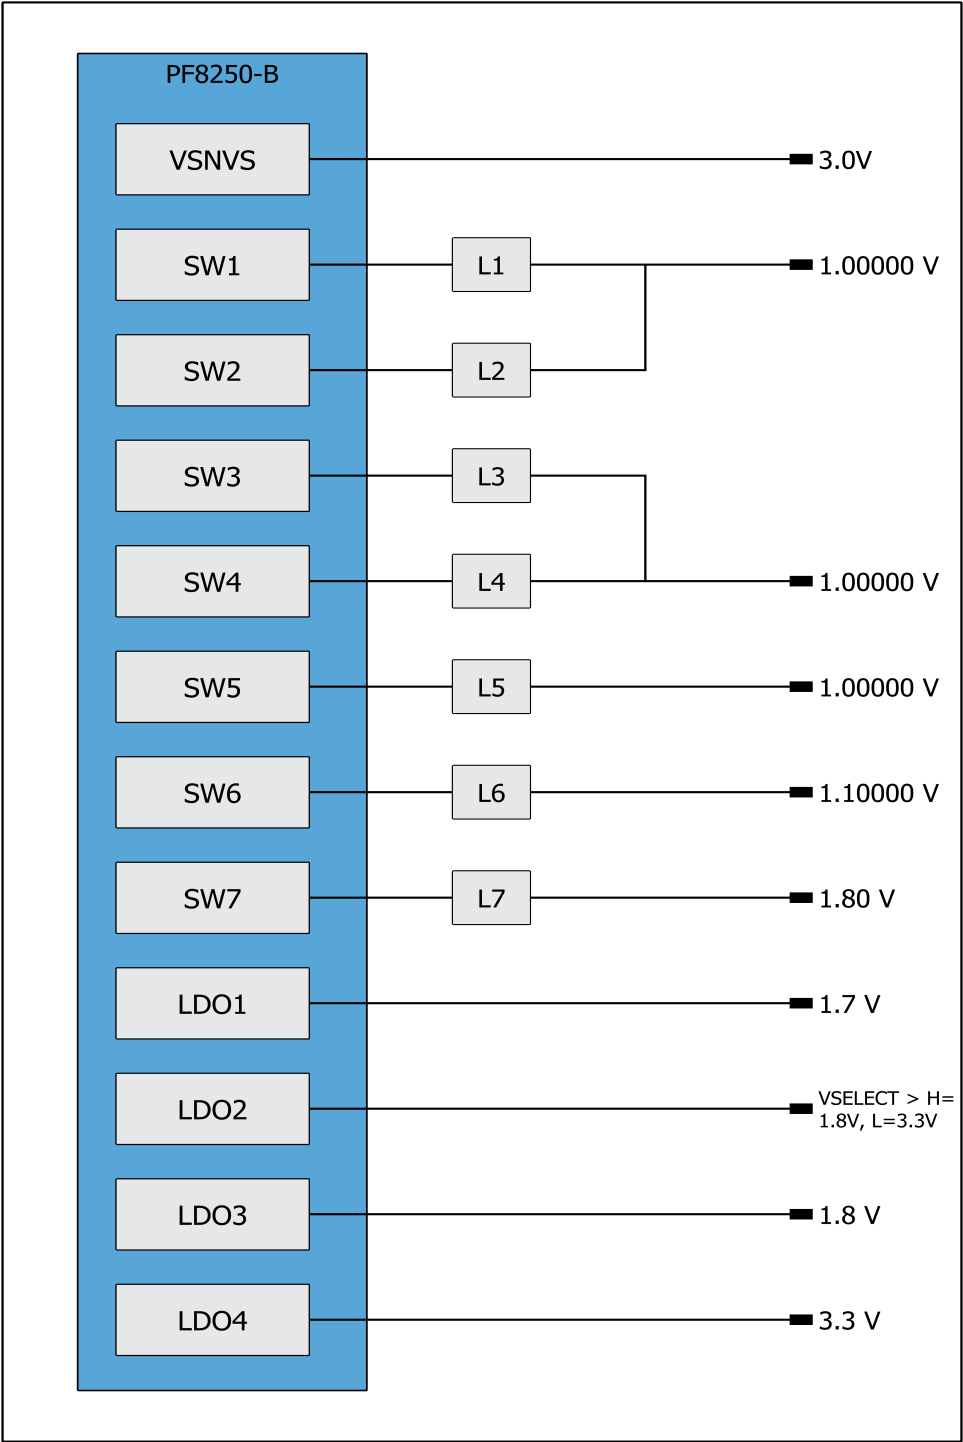 PF8250-B
VSNVS
3.0V
SW1
L1
1.00000 V
SW2
L2
SW3
L3
SW4
L4
1.00000 V
SW5
L5
1.00000 V
SW6
L6
1.10000 V
SW7
L7
1.80 V
LDO1
1.7 V
LDO2
VSELECT > H=
1.8V, L=3.3V
LDO3
1.8 V
LDO4
3.3 V